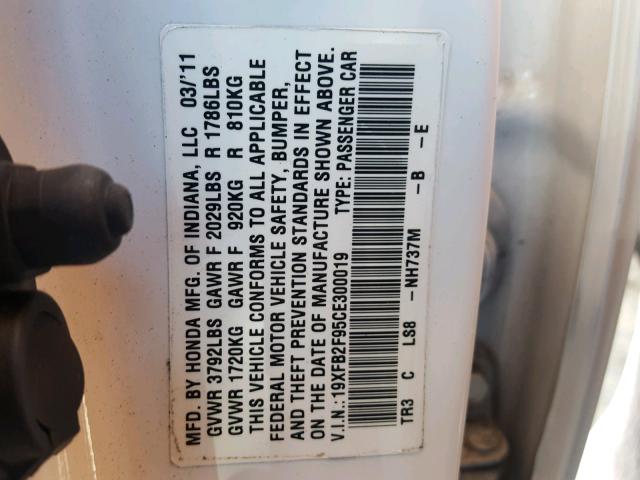 MFD. BY HONDA MFG. OF INDIANA, LLC 03/'11
GVWR 3792LBS GAWR F 2029LBS R 1786LBS
GVWR 1720KG GAWR F 920KG R 810KG
THIS VEHICLE CONFORMS TO ALL APPLICABLE
FEDERAL MOTOR VEHICLE SAFETY, BUMPER,
AND THEFT PREVENTION STANDARDS IN EFFECT
ON THE DATE OF MANUFACTURE SHOWN ABOVE.
V.I.N.:19XFB2F95CE300019 TYPE: PASSENGER CAR
TR3 C LS8 -NH737M -B -E